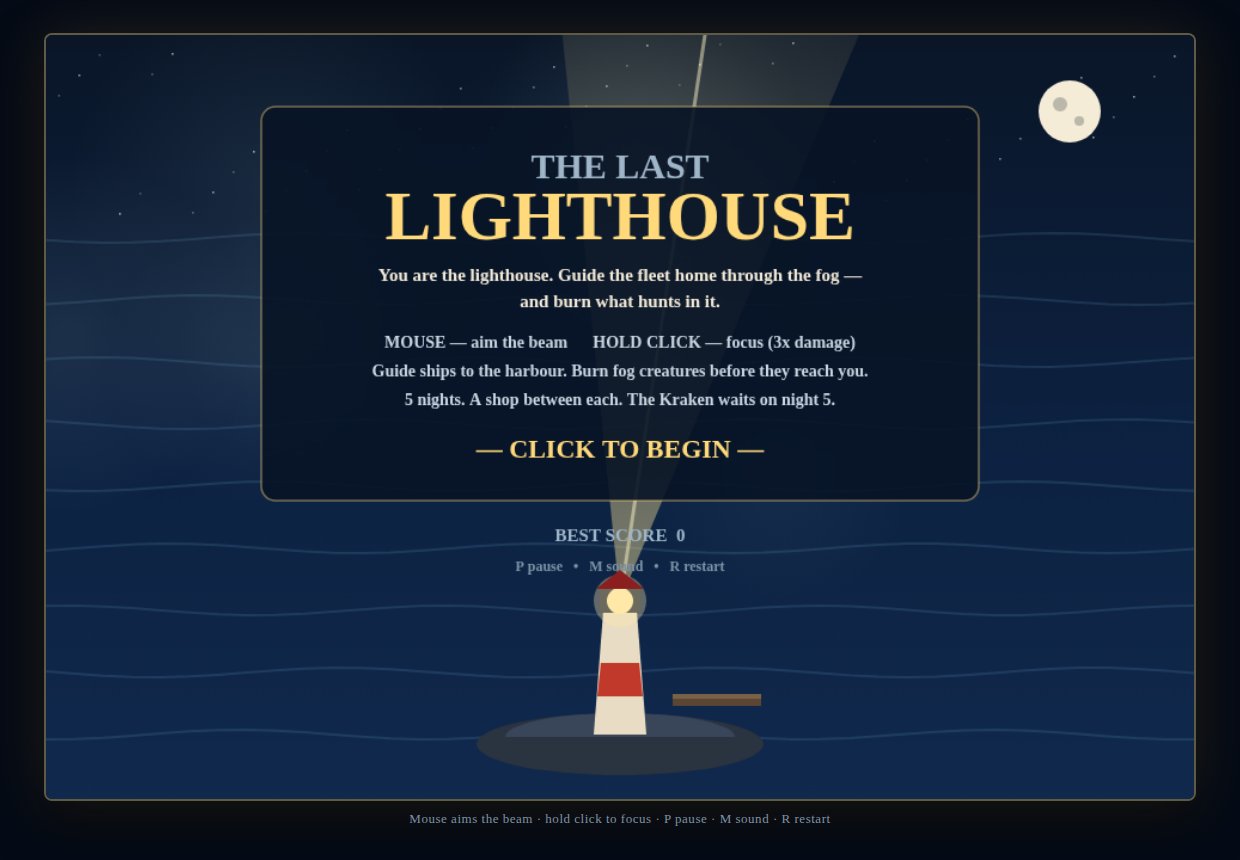 THE LAST
LIGHTHOUSE
You are the lighthouse. Guide the fleet home through the fog —
and burn what hunts in it.
MOUSE — aim the beam HOLD CLICK — focus (3x damage)
Guide ships to the harbour. Burn fog creatures before they reach you.
5 nights. A shop between each. The Kraken waits on night 5.
— CLICK TO BEGIN —
BEST SCORE 0
P pause • M sound • R restart
Mouse aims the beam · hold click to focus · P pause · M sound · R restart